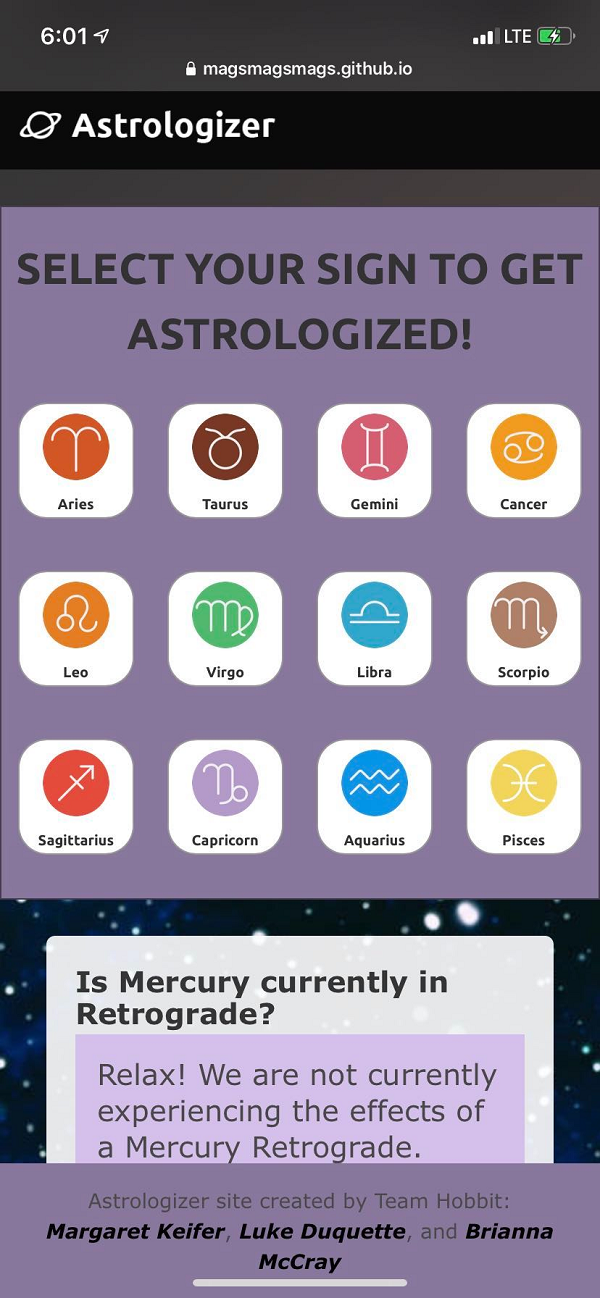 6:01
LTE
magsmagsmags.github.io
Astrologizer
SELECT YOUR SIGN TO GET
ASTROLOGIZED!
Aries
Taurus
Gemini
Cancer
Leo
Virgo
Libra
Scorpio
Sagittarius
Capricorn
Aquarius
Pisces
Is Mercury currently in
Retrograde?
Relax! We are not currently
experiencing the effects of
a Mercury Retrograde.
Astrologizer site created by Team Hobbit:
Margaret Keifer, Luke Duquette, and Brianna
McCray